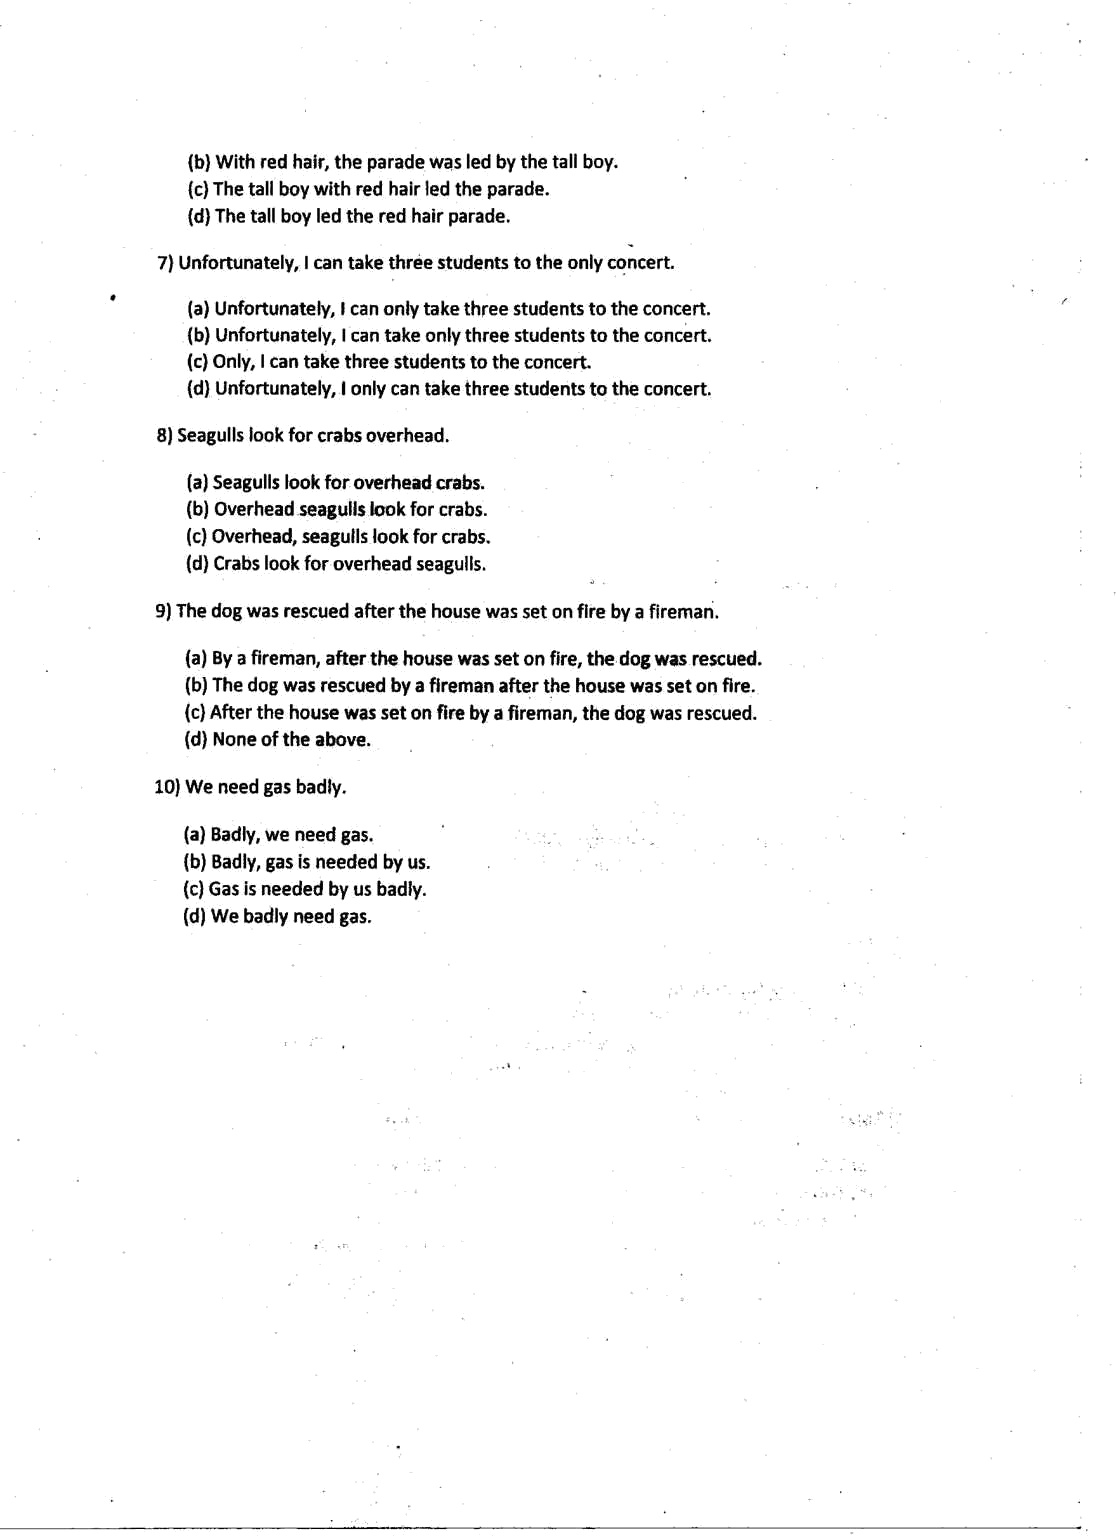 (b) With red hair, the parade was led by the tall boy.
(c) The tall boy with red hair led the parade.
(d) The tall boy led the red hair parade.
7) Unfortunately, I can take three students to the only concert.
(a) Unfortunately, I can only take three students to the concert.
(b) Unfortunately, I can take only three students to the concert.
(c) Only, I can take three students to the concert.
(d) Unfortunately, I only can take three students to the concert.
8) Seagulls look for crabs overhead.
(a) Seagulls look for overhead crabs.
(b) Overhead seagulls look for crabs.
(c) Overhead, seagulls look for crabs.
(d) Crabs look for overhead seagulls.
9) The dog was rescued after the house was set on fire by a fireman.
(a) By a fireman, after the house was set on fire, the dog was rescued.
(b) The dog was rescued by a fireman after the house was set on fire.
(c) After the house was set on fire by a fireman, the dog was rescued.
(d) None of the above.
10) We need gas badly.
(a) Badly, we need gas.
(b) Badly, gas is needed by us.
(c) Gas is needed by us badly.
(d) We badly need gas.